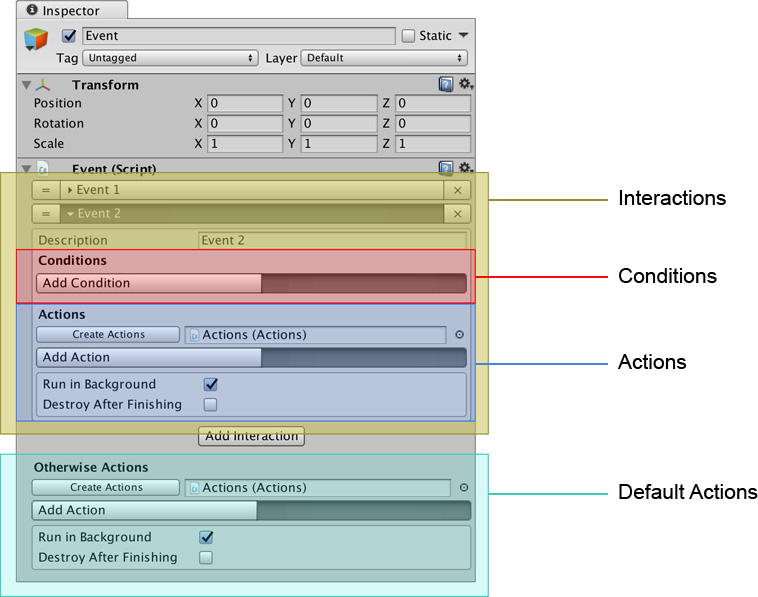 Inspector
Event Static
Tag Untagged Layer Default
Transform
Position X 0 Y 0 Z 0
Rotation X 0 Y 0 Z 0
Scale X 1 Y 1 Z 1
Event (Script)
= Event 1 ×
Interactions
= Event 2 ×
Description Event 2
Conditions
Conditions
Add Condition
Actions
Create Actions Actions (Actions)
Add Action
Actions
Run in Background
Destroy After Finishing
Add Interaction
Otherwise Actions
Create Actions Actions (Actions)
Default Actions
Add Action
Run in Background
Destroy After Finishing